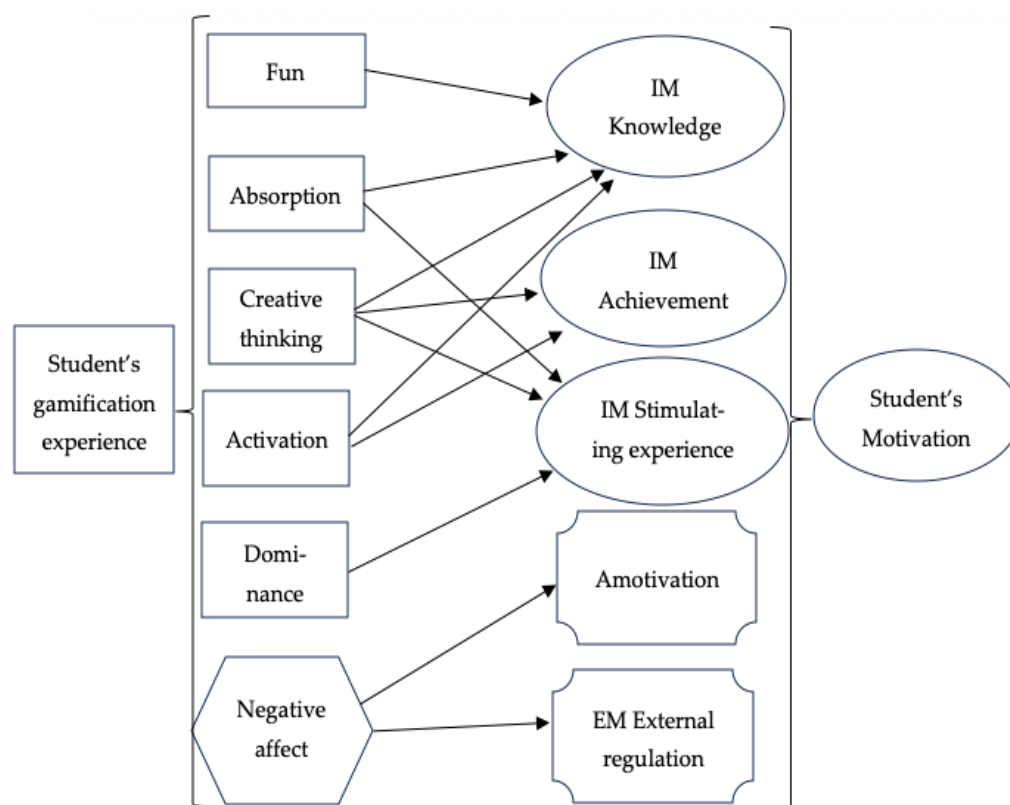 Fun
IM
Knowledge
Absorption
IM
Achievement
Creative
thinking
Student's
gamification
experience
Activation
IM Stimulat-
ing experience
Student's
Motivation
Domi-
nance
Amotivation
Negative
affect
EM External
regulation